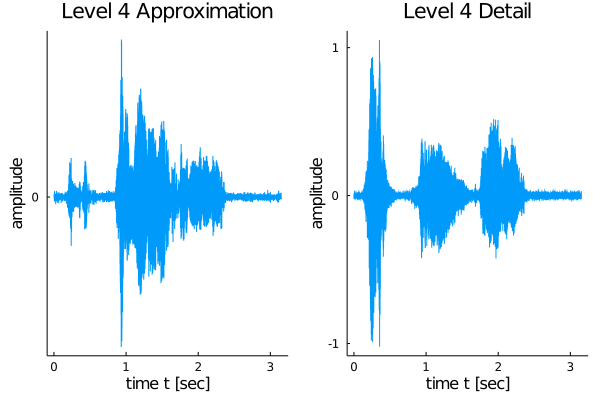 Level 4 Approximation
amplitude
0
0 1 2 3
time t [sec]
Level 4 Detail
amplitude
1
0
-1
0 1 2 3
time t [sec]